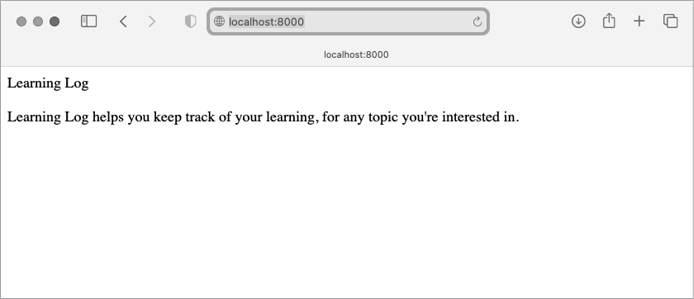 localhost:8000
localhost:8000
Learning Log
Learning Log helps you keep track of your learning, for any topic you're interested in.